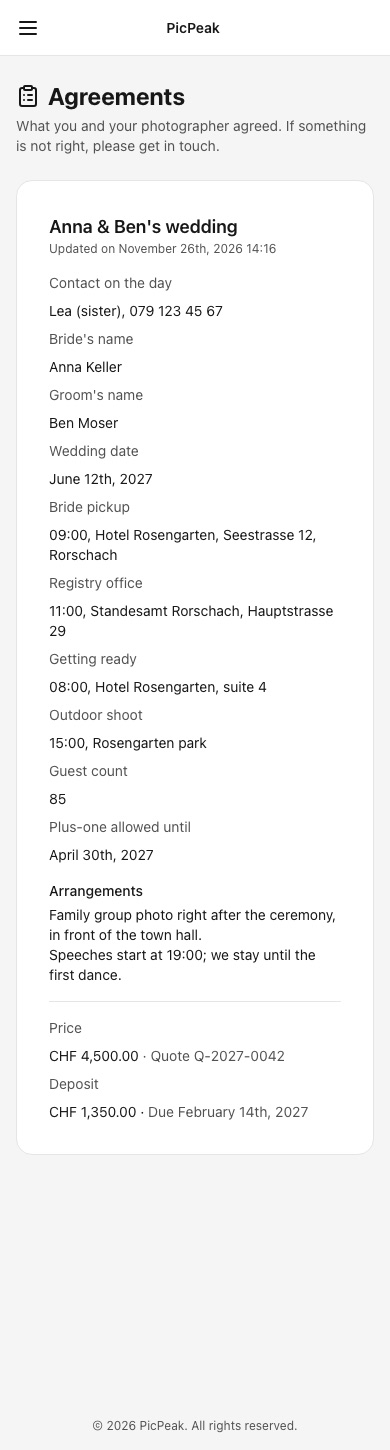 PicPeak
Agreements
What you and your photographer agreed. If something
is not right, please get in touch.
Anna & Ben's wedding
Updated on November 26th, 2026 14:16
Contact on the day
Lea (sister), 079 123 45 67
Bride's name
Anna Keller
Groom's name
Ben Moser
Wedding date
June 12th, 2027
Bride pickup
09:00, Hotel Rosengarten, Seestrasse 12,
Rorschach
Registry office
11:00, Standesamt Rorschach, Hauptstrasse
29
Getting ready
08:00, Hotel Rosengarten, suite 4
Outdoor shoot
15:00, Rosengarten park
Guest count
85
Plus-one allowed until
April 30th, 2027
Arrangements
Family group photo right after the ceremony,
in front of the town hall.
Speeches start at 19:00; we stay until the
first dance.
Price
CHF 4,500.00 · Quote Q-2027-0042
Deposit
CHF 1,350.00 · Due February 14th, 2027
© 2026 PicPeak. All rights reserved.